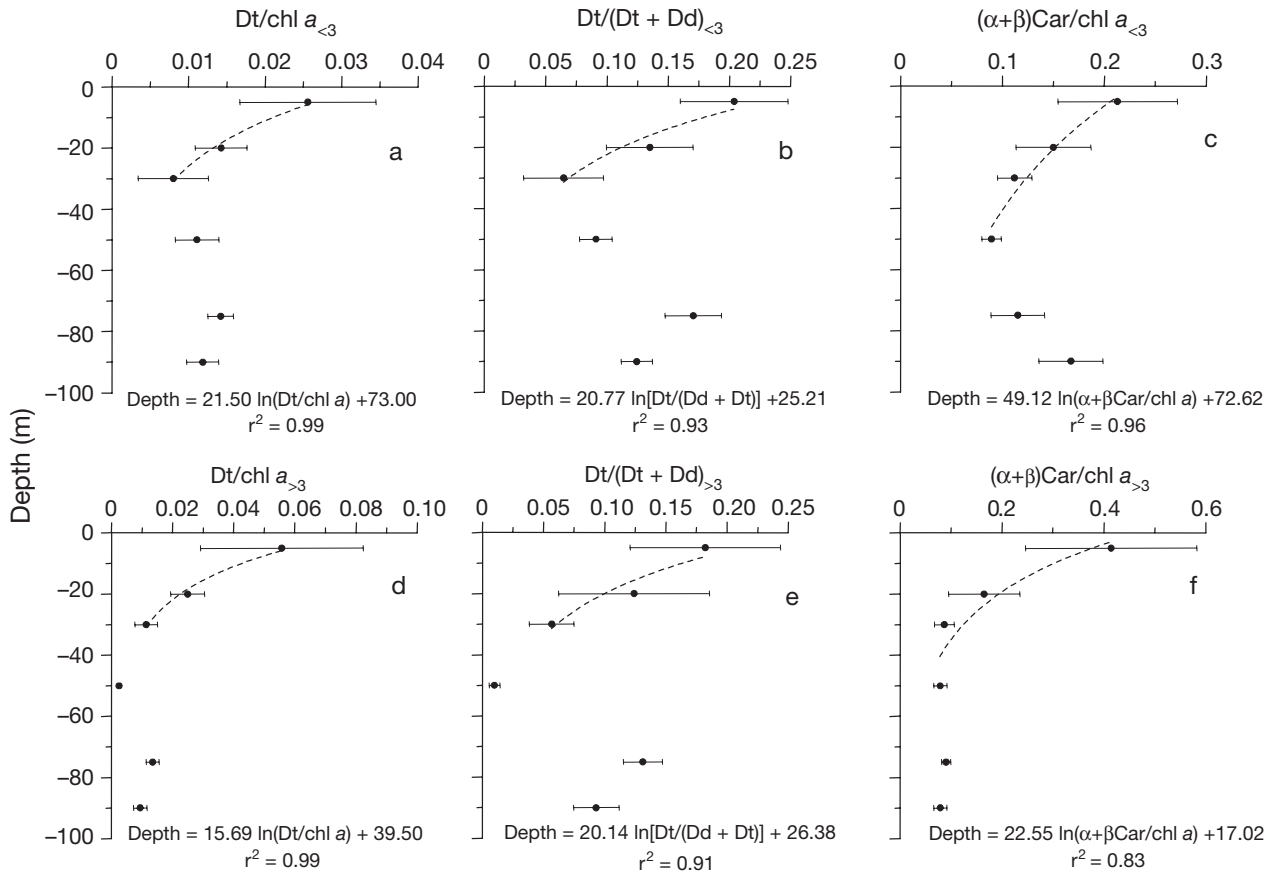 Dt/chl a<3
Dt/(Dt + Dd)<3
(α+β)Car/chl a<3
0 0.01 0.02 0.03 0.04
0 0.05 0.10 0.15 0.20 0.25
0 0.1 0.2 0.3
0
−20
−40
−60
−80
−100
a
b
c
Depth = 21.50 ln(Dt/chl a) +73.00
r2 = 0.99
Depth = 20.77 ln[Dt/(Dd + Dt)] +25.21
r2 = 0.93
Depth = 49.12 ln(α+βCar/chl a) +72.62
r2 = 0.96
Depth (m)
Dt/chl a>3
Dt/(Dt + Dd)>3
(α+β)Car/chl a>3
0 0.02 0.04 0.06 0.08 0.10
0 0.05 0.10 0.15 0.20 0.25
0 0.2 0.4 0.6
0
−20
−40
−60
−80
−100
d
e
f
Depth = 15.69 ln(Dt/chl a) + 39.50
r2 = 0.99
Depth = 20.14 ln[Dt/(Dd + Dt)] + 26.38
r2 = 0.91
Depth = 22.55 ln(α+βCar/chl a) +17.02
r2 = 0.83